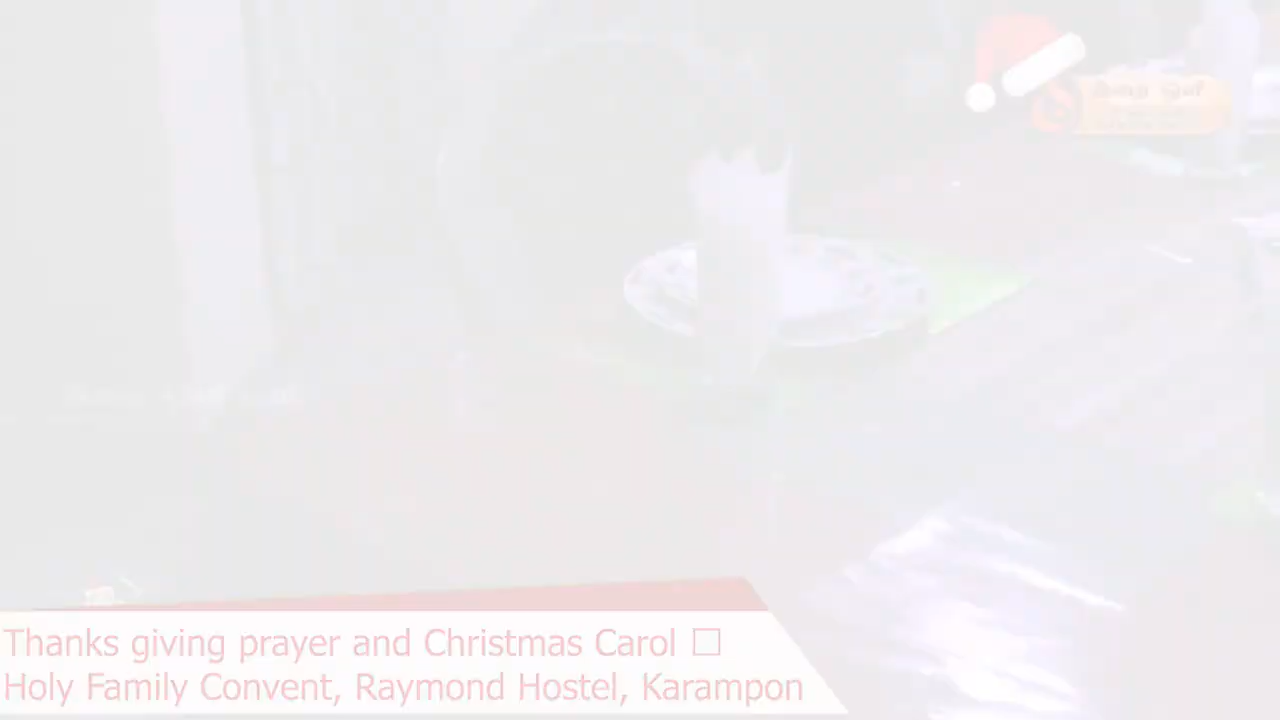 Thanks giving prayer and Christmas Carol □
Holy Family Convent, Raymond Hostel, Karampon